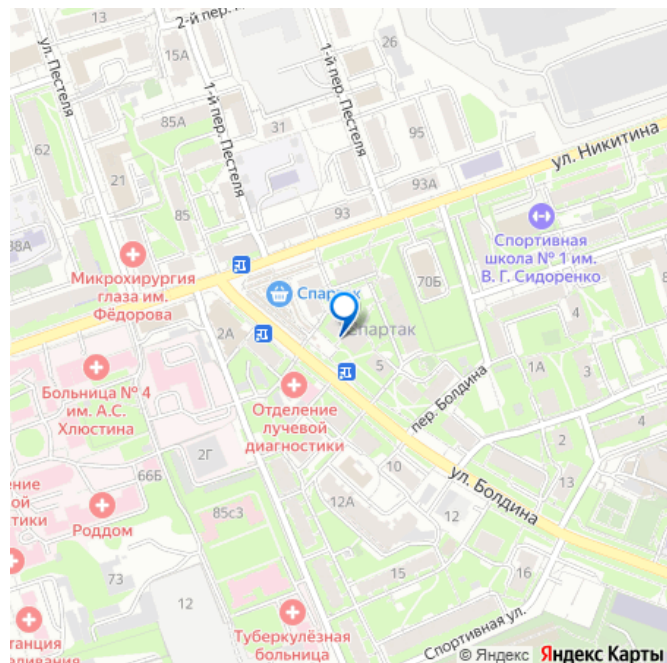 2-й пер.
13
ул. Пестеля
15А
1-й пер. Пестеля
26
1-й пер. Пестеля
85А
31
95
ул. Никитина
62
21
93А
85
93
38А
Спортивная
школа № 1 им.
В. Г. Сидоренко
Микрохирургия
глаза им.
Фёдорова
70Б
Спартак
4
2А
Спартак
5
1А
3
Больница № 4
им. А.С.
Хлюстина
Отделение
лучевой
диагностики
пер. Болдина
4
2
2Г
66Б
10
ул. Болдина
13
Роддом
85с3
12А
12
73
15
16
12
Туберкулёзная
больница
Спортивная ул.
© Яндекс Яндекс Карты